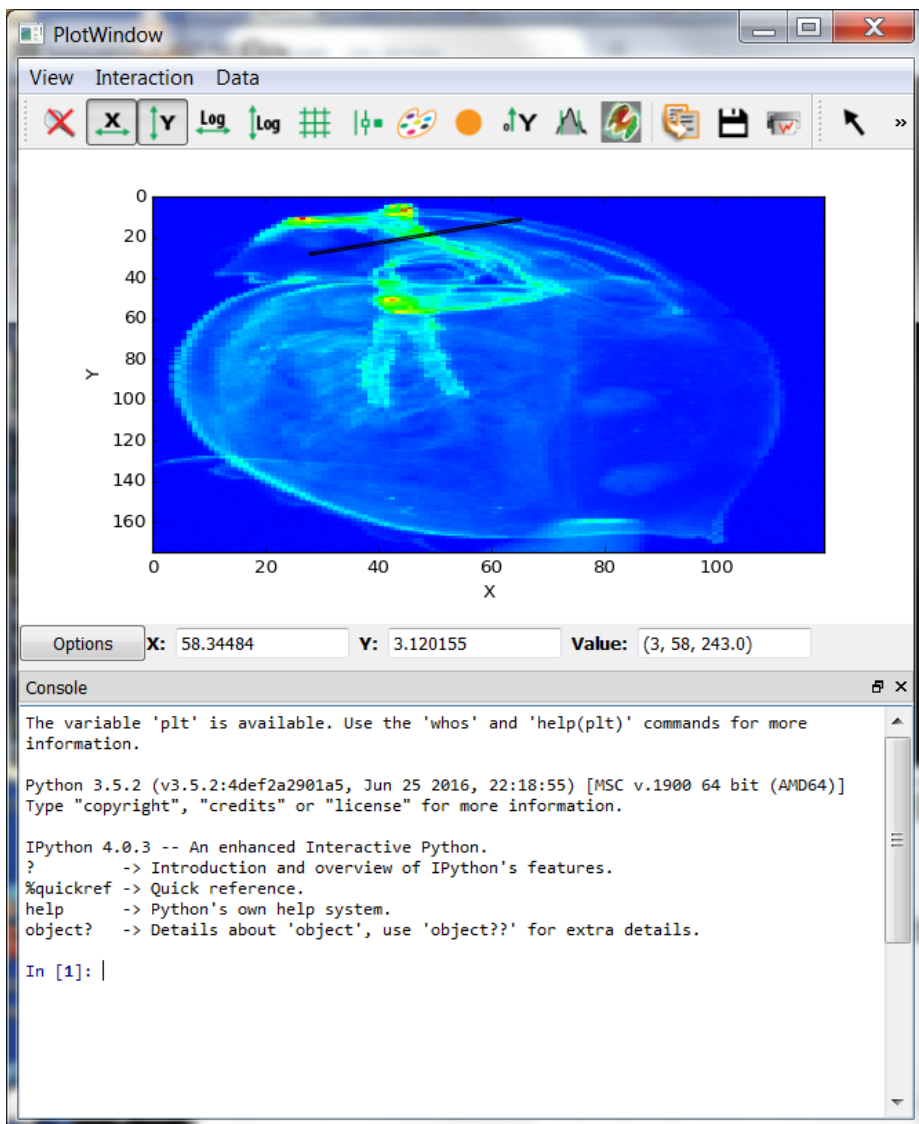 PlotWindow
View Interaction Data
X Y Log Log Y »
0
20
40
60
80
100
120
140
160
Y
0 20 40 60 80 100
X
Options X: 58.34484 Y: 3.120155 Value: (3, 58, 243.0)
Console
The variable 'plt' is available. Use the 'whos' and 'help(plt)' commands for more
information.
Python 3.5.2 (v3.5.2:4def2a2901a5, Jun 25 2016, 22:18:55) [MSC v.1900 64 bit (AMD64)]
Type "copyright", "credits" or "license" for more information.
IPython 4.0.3 -- An enhanced Interactive Python.
? -> Introduction and overview of IPython's features.
%quickref -> Quick reference.
help -> Python's own help system.
object? -> Details about 'object', use 'object??' for extra details.
In [1]: